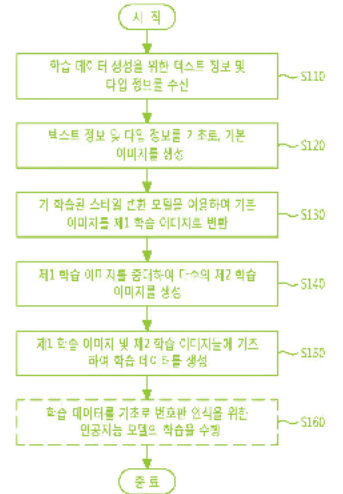 시 작
학습 데이터 생성을 위한 텍스트 정보 및
타입 정보를 수신
S110
텍스트 정보 및 타입 정보를 기초로, 기본
이미지를 생성
S120
기 학습된 스타일 변환 모델을 이용하여 기본
이미지를 제1 학습 이미지로 변환
S130
제1 학습 이미지를 증대하여 다수의 제2 학습
이미지를 생성
S140
제1 학습 이미지 및 제2 학습 이미지들에 기초
하여 학습 데이터를 생성
S150
학습 데이터를 기초로 번호판 인식을 위한
인공지능 모델의 학습을 수행
S160
종 료